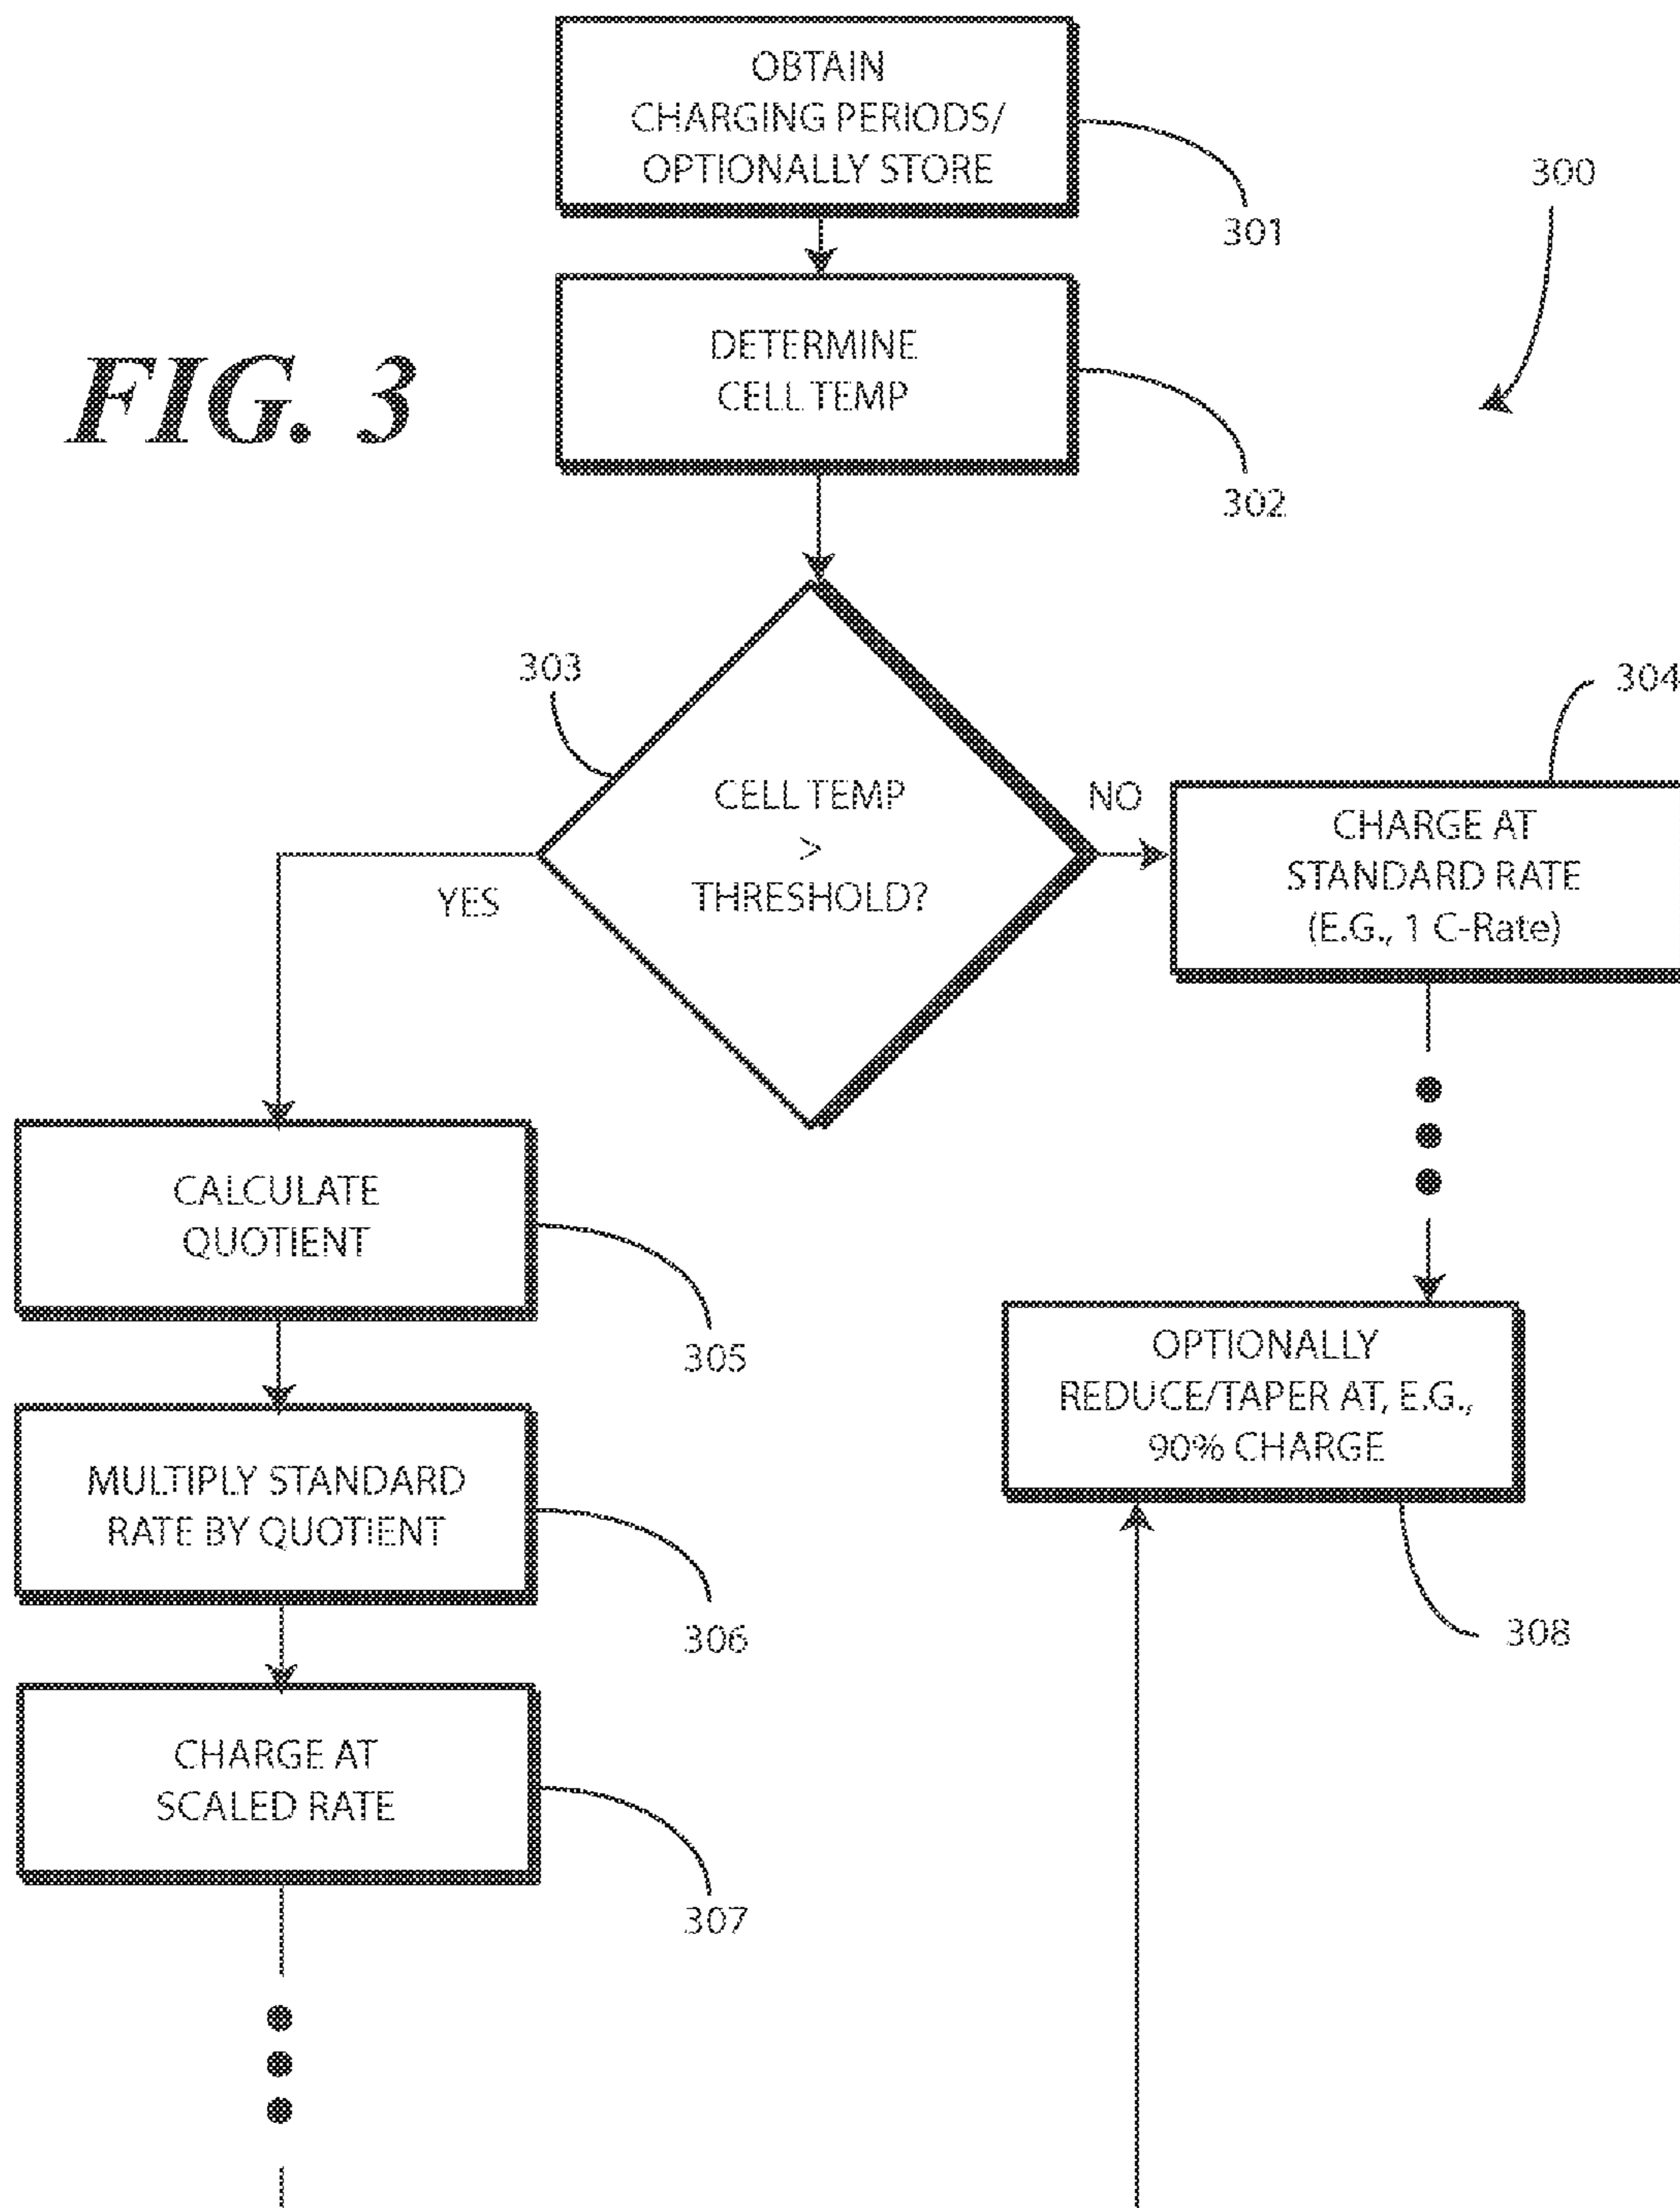 OBTAIN
CHARGING PERIODS/
OPTIONALLY STORE
301
300
DETERMINE
CELL TEMP
302
FIG. 3
303
CELL TEMP
>
THRESHOLD?
YES
NO
304
CHARGE AT
STANDARD RATE
(E.G., 1 C-Rate)
CALCULATE
QUOTIENT
305
MULTIPLY STANDARD
RATE BY QUOTIENT
306
CHARGE AT
SCALED RATE
307
OPTIONALLY
REDUCE/TAPER AT, E.G.,
90% CHARGE
308